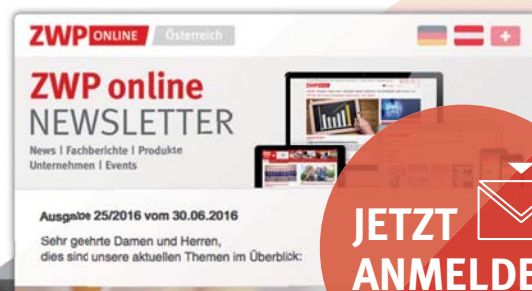 ZWP ONLINE Österreich
ZWP online
NEWSLETTER
News | Fachberichte | Produkte
Unternehmen | Events
Ausgabe 25/2016 vom 30.06.2016
Sehr geehrte Damen und Herren,
dies sind unsere aktuellen Themen im Überblick:
JETZT
ANMELDE